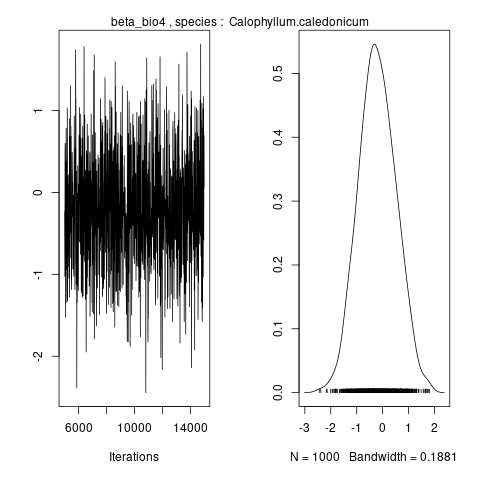 beta_bio4 , species : Calophyllum.caledonicum
1
0
-1
-2
6000 10000 14000
Iterations
0.5
0.4
0.3
0.2
0.1
0.0
-3 -2 -1 0 1 2
N = 1000 Bandwidth = 0.1881